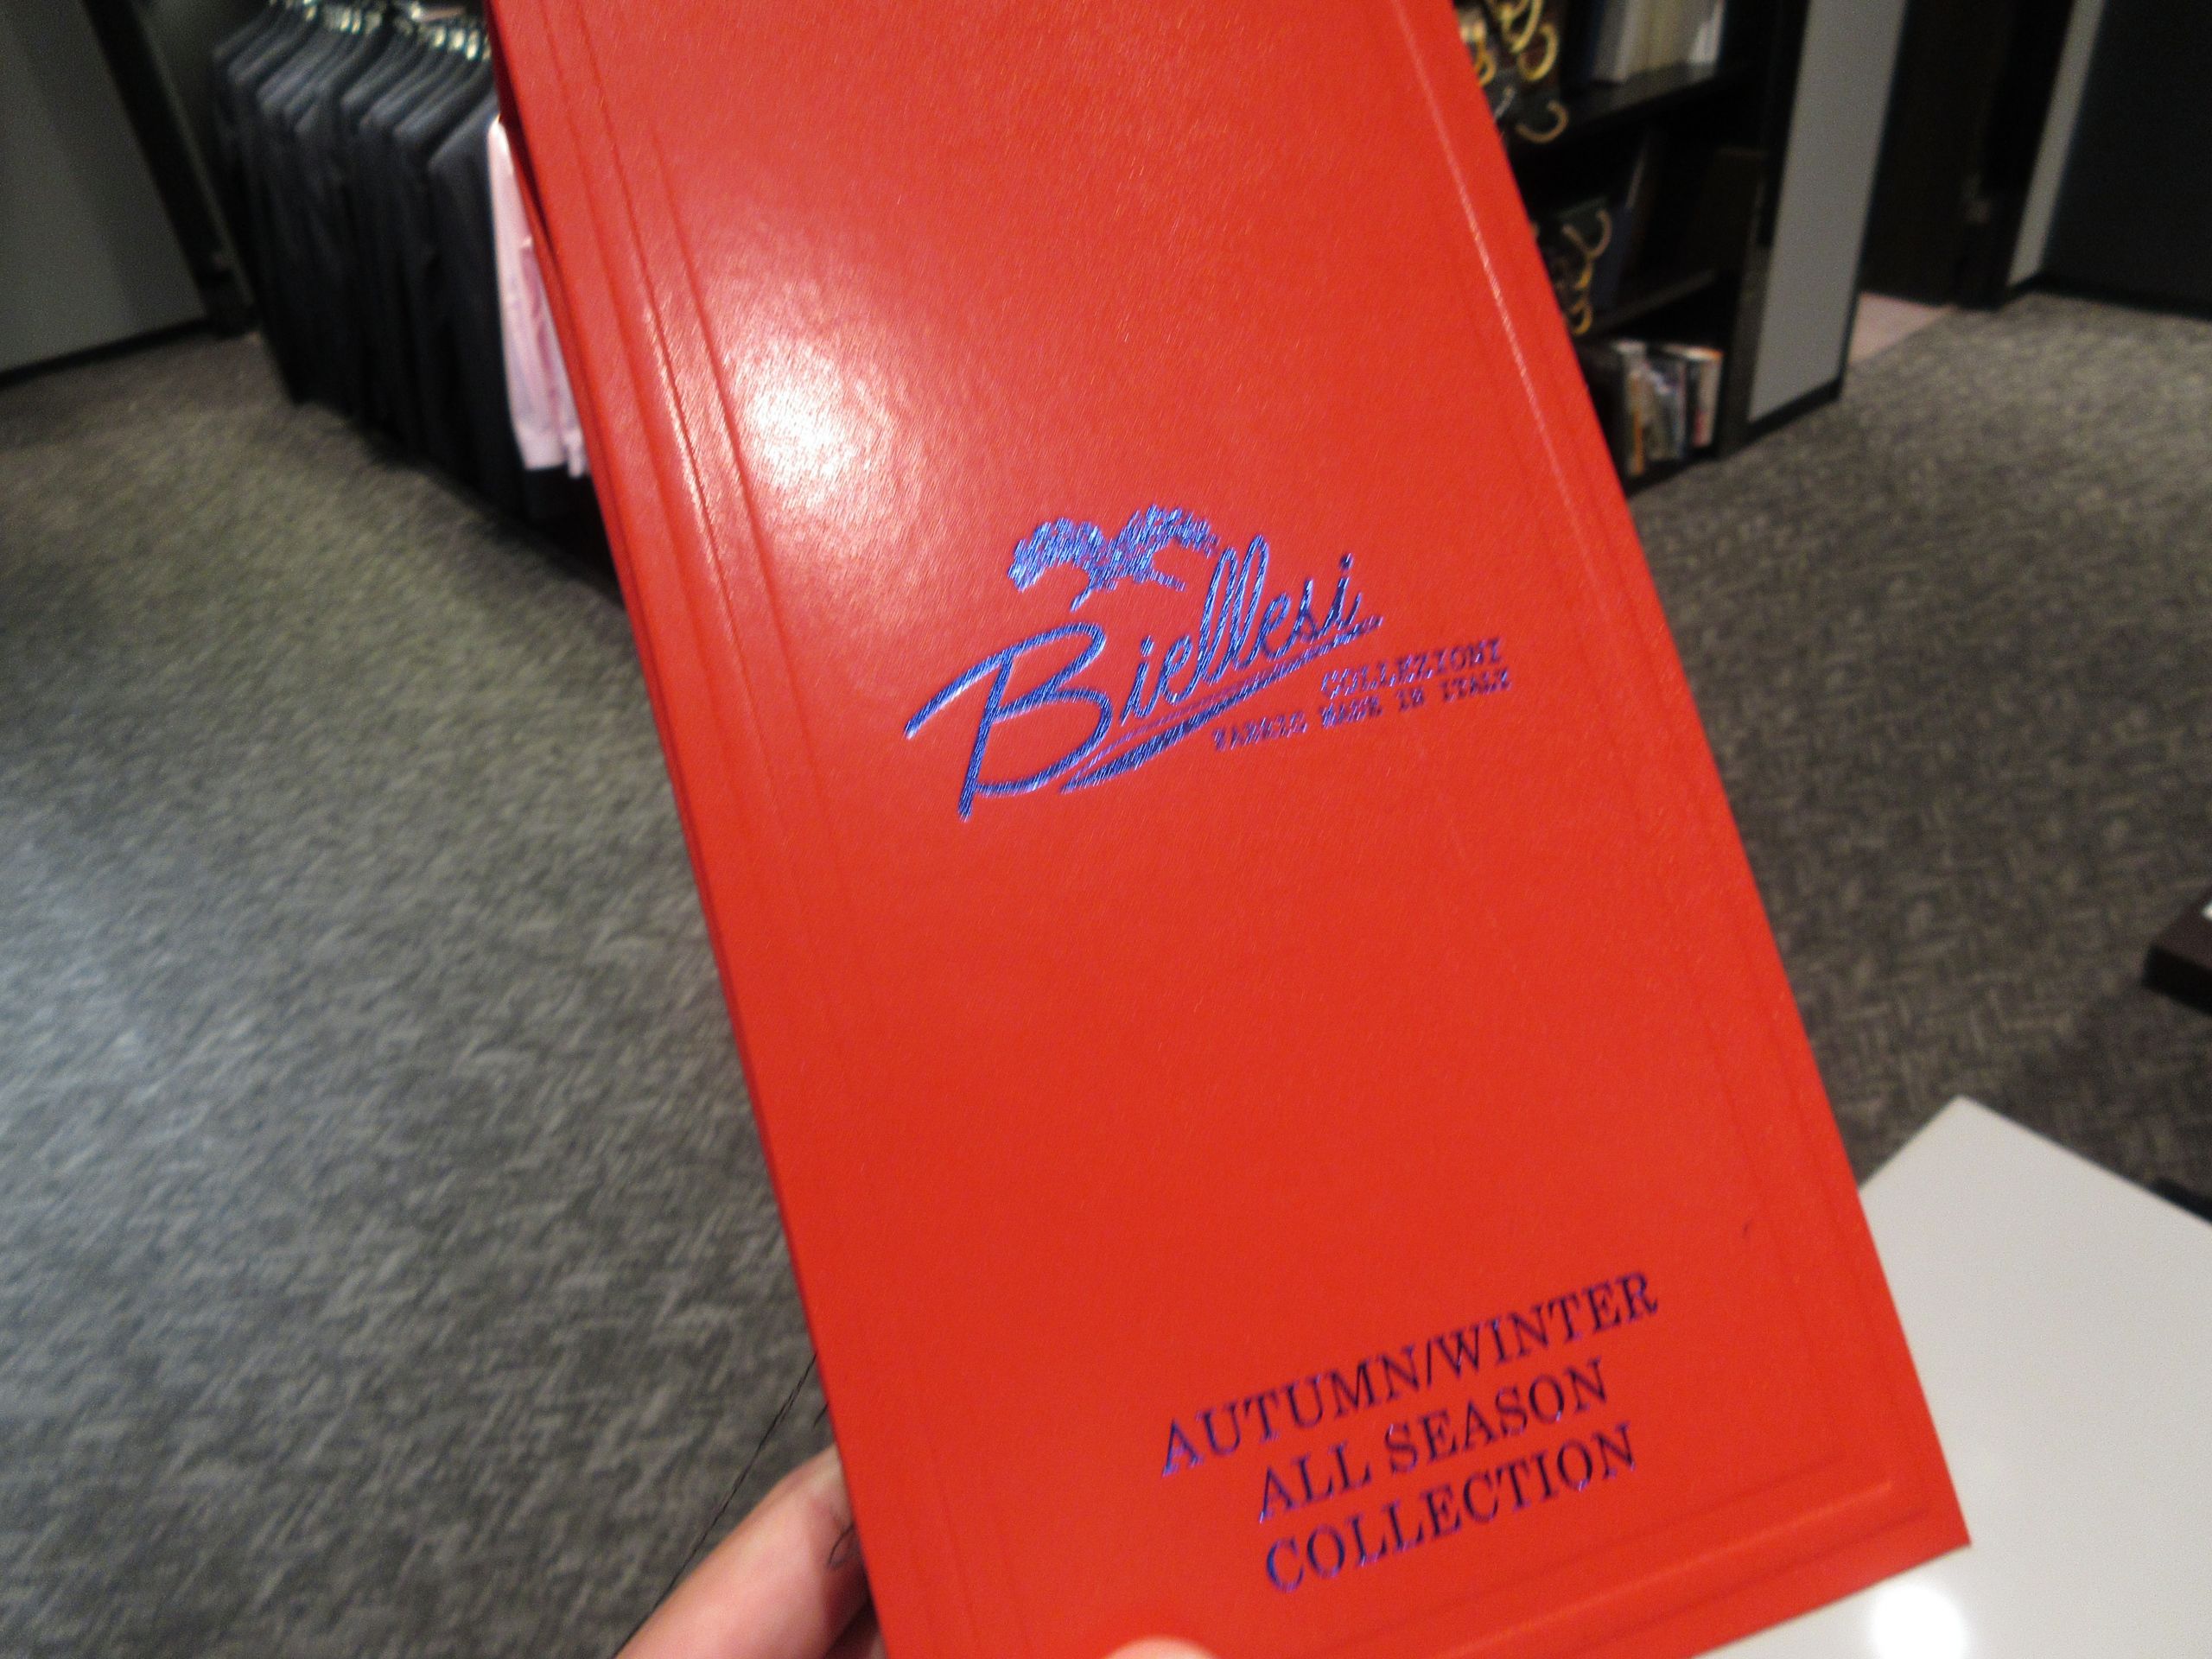 Biellesi
COLLEZIONI
FABRIC MADE IN ITALY
AUTUMN/WINTER
ALL SEASON
COLLECTION